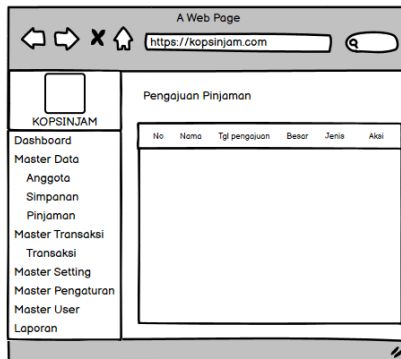 A Web Page
https://kopsinjam.com
KOPSINJAM
Dashboard
Master Data
Anggota
Simpanan
Pinjaman
Master Transaksi
Transaksi
Master Setting
Master Pengaturan
Master User
Laporan
Pengajuan Pinjaman
No Nama Tgl pengajuan Besar Jenis Aksi